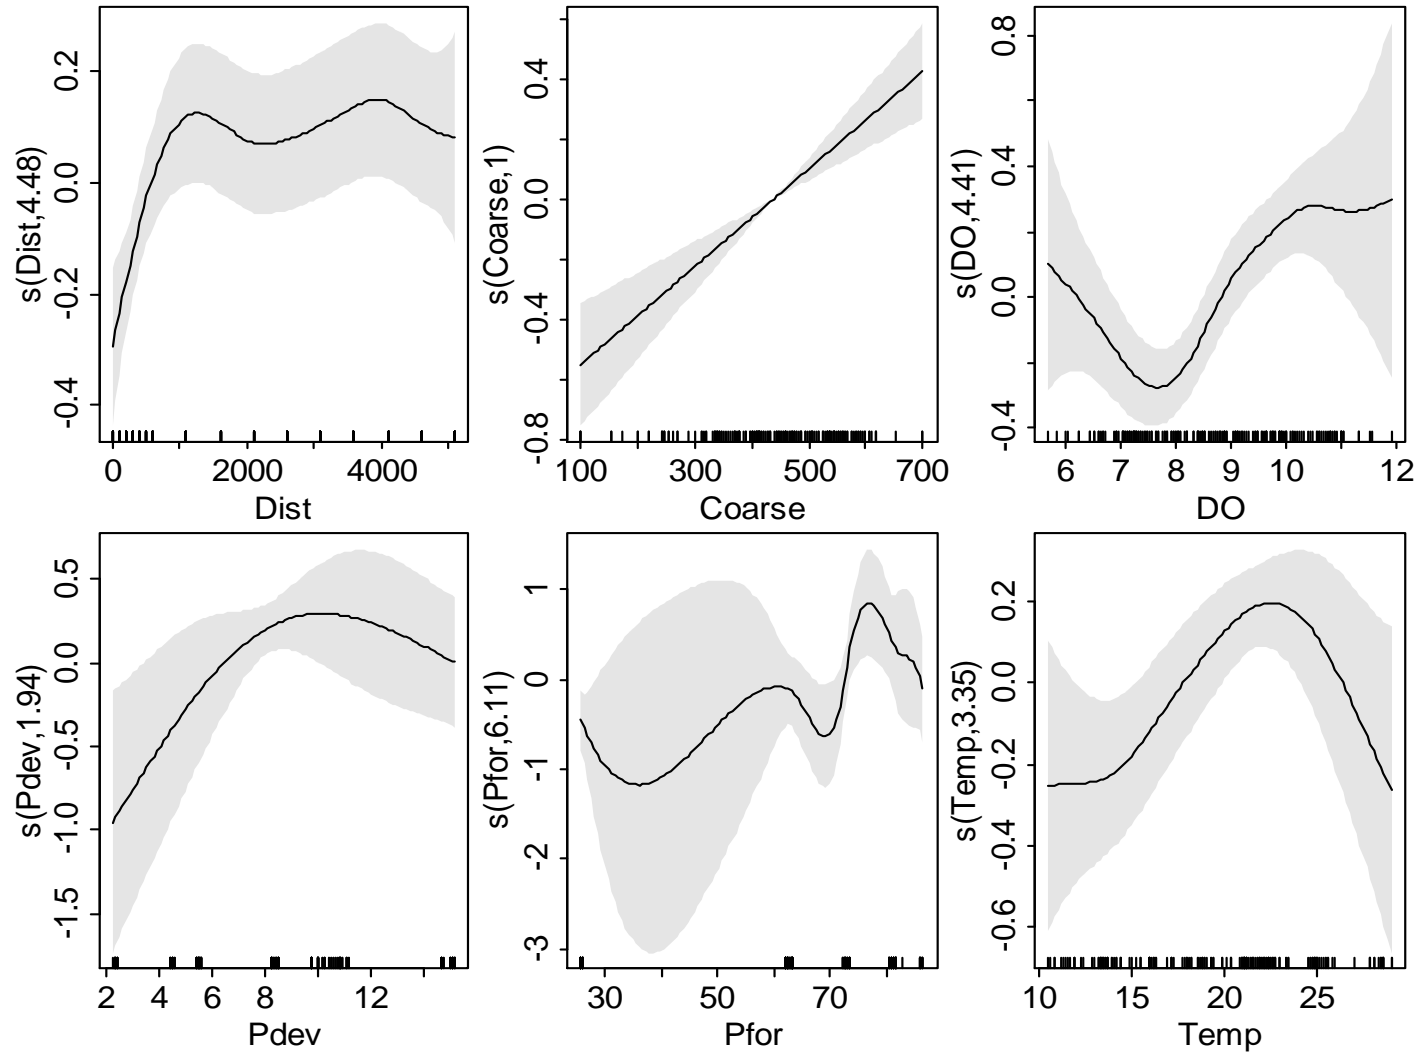 s(Dist,4.48)
0.2
0.0
-0.2
-0.4
0 2000 4000
Dist
s(Coarse,1)
0.4
0.0
-0.4
-0.8
100 300 500 700
Coarse
s(DO,4.41)
0.8
0.4
0.0
-0.4
6 7 8 9 10 12
DO
s(Pdev,1.94)
0.5
0.0
-0.5
-1.0
-1.5
2 4 6 8 12
Pdev
s(Pfor,6.11)
1
0
-1
-2
-3
30 50 70
Pfor
s(Temp,3.35)
0.2
0.0
-0.2
-0.4
-0.6
10 15 20 25
Temp